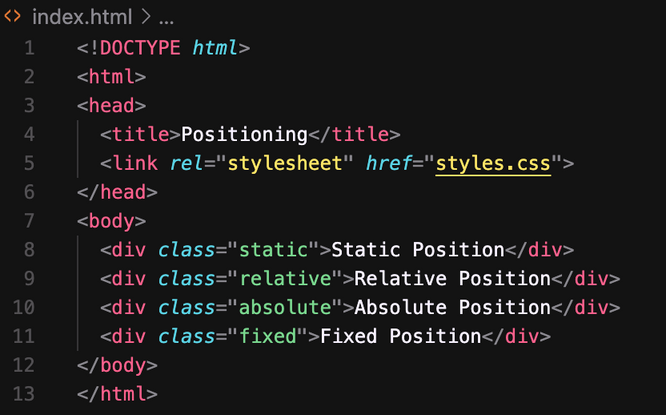 index.html > ...
1 <!DOCTYPE html>
2 <html>
3 <head>
4 <title>Positioning</title>
5 <link rel="stylesheet" href="styles.css">
6 </head>
7 <body>
8 <div class="static">Static Position</div>
9 <div class="relative">Relative Position</div>
10 <div class="absolute">Absolute Position</div>
11 <div class="fixed">Fixed Position</div>
12 </body>
13 </html>